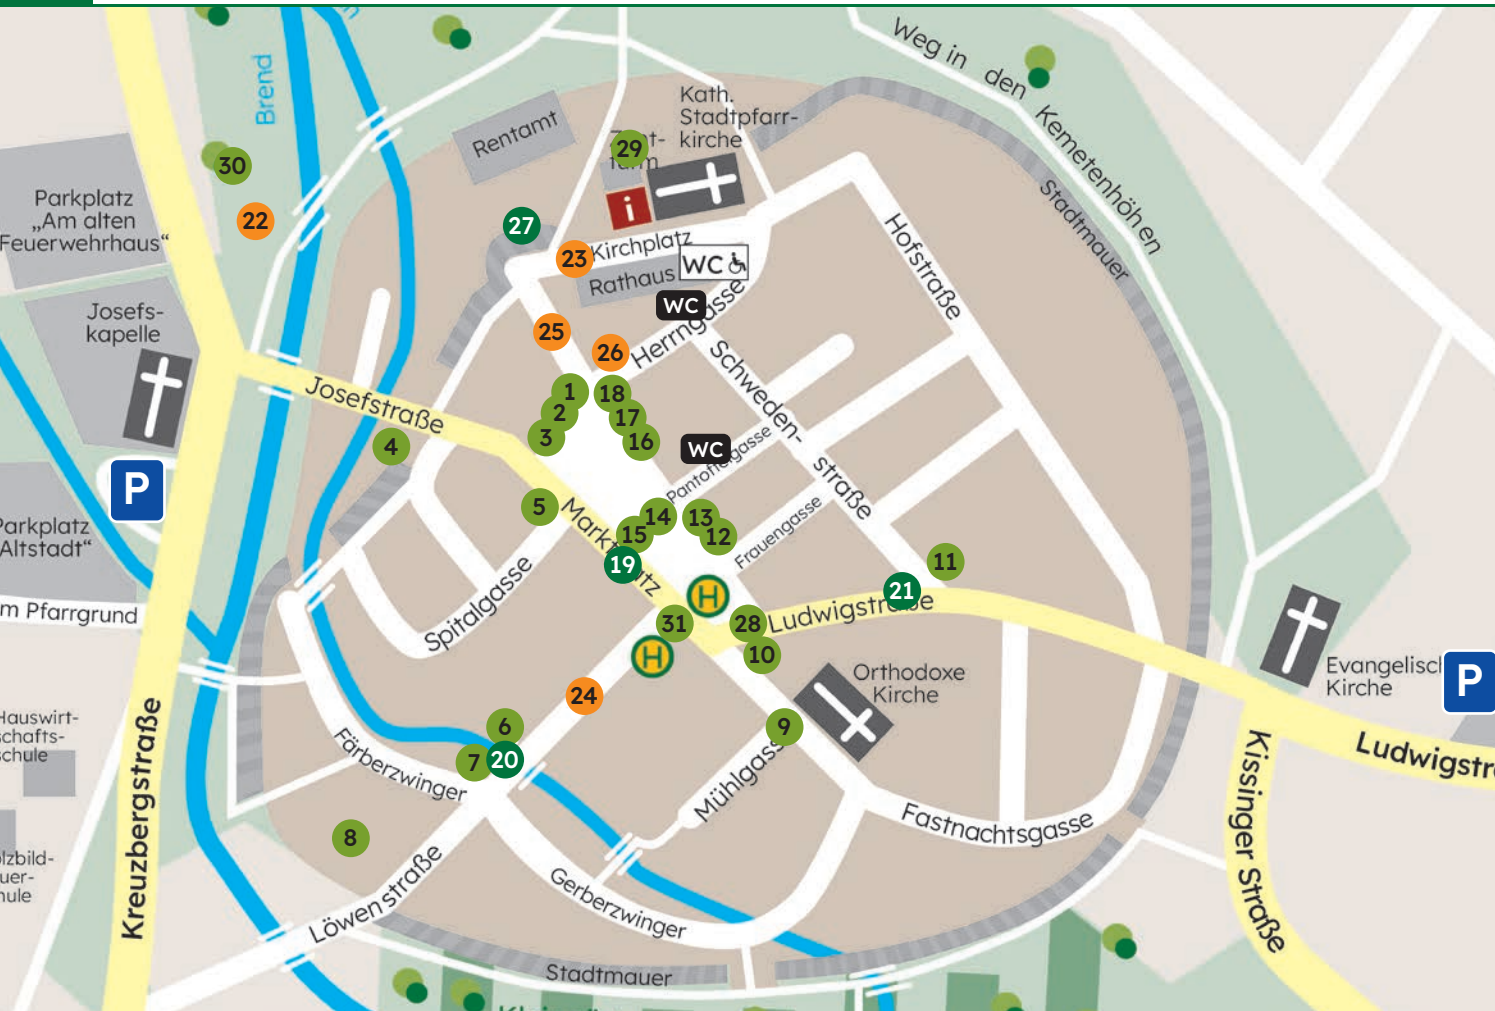 Brend
Weg in den Kemetenhöhen
Rentamt
Kath.
Stadtpfarr-
kirche
29
30
Parkplatz
„Am alten
Feuerwehrhaus“
22
i
27
Stadtmauer
Hofstraße
23
Kirchplatz
Rathaus
WC
WC
Herrngasse
25
26
Josefs-
kapelle
Schweden-
straße
Josefstraße
1
18
2
17
3
16
4
WC
Pantoffelgasse
P
5
Marktplatz
14
13
15
12
Frauengasse
19
Parkplatz
Altstadt“
11
21
H
Ludwigstraße
m Pfarrgrund
Spitalgasse
31
28
H
10
Orthodoxe
Kirche
Evangelisc
Kirche
P
24
6
7
20
9
Hauswirt-
schafts-
schule
Färberzwinger
Mühlgasse
Kreuzbergstraße
Ludwigstr
Kissinger Straße
8
Fastnachtsgasse
lzbild-
uer-
hule
Löwenstraße
Gerberzwinger
Stadtmauer